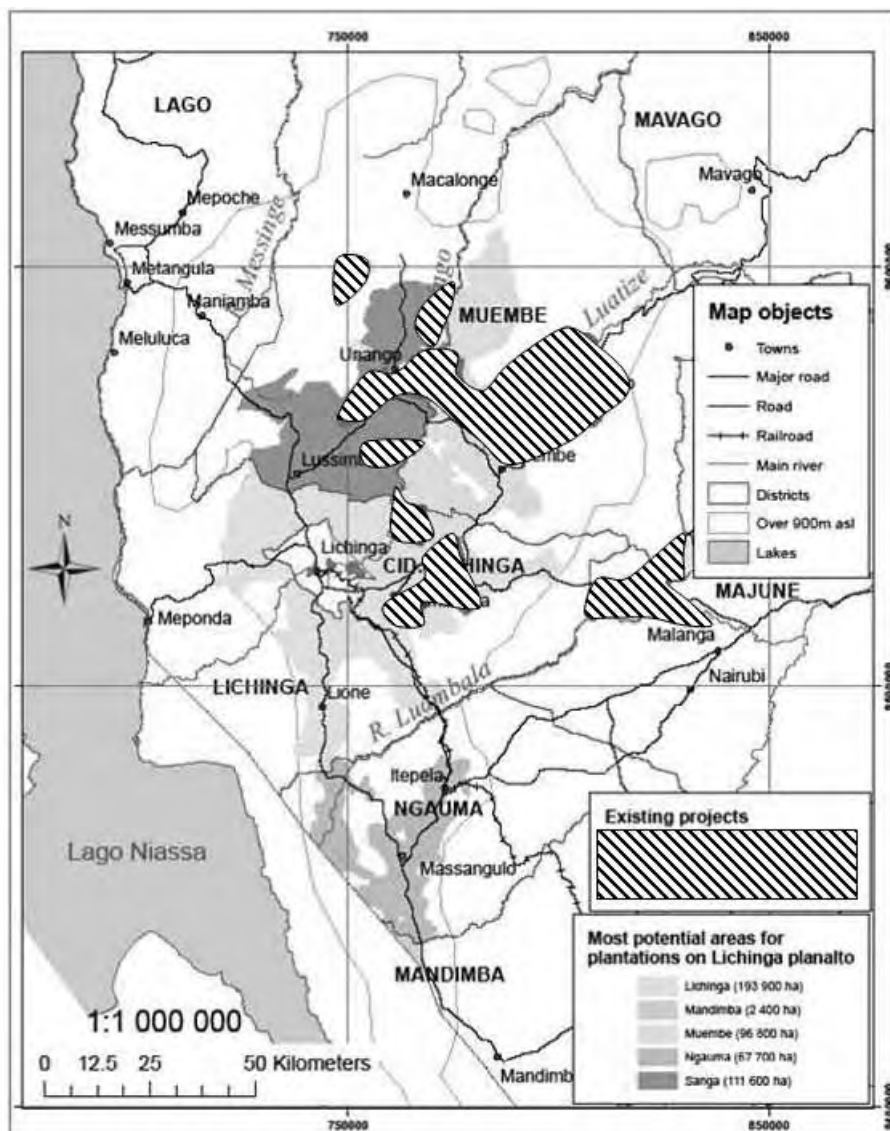 750000
850000
LAGO
MAVAGO
Macalonge
Mavago
Mepoche
Messumba
R. Messinge
Metangula
Maniamba
MUEMBE
Luatize
Meluluca
Unango
Map objects
Towns
Major road
Road
Railroad
Main river
Districts
Over 900m asl
Lakes
N
Lichinga
MAJUNE
Meponda
Malanga
LICHINGA
Nairubi
Lione
R. Luambala
Itepela
NGAUMA
Existing projects
Lago Niassa
Massangulo
Most potential areas for
plantations on Lichinga planalto
Lichinga (193 900 ha)
Mandimba (2 400 ha)
Muembe (96 600 ha)
Ngauma (67 700 ha)
Sanga (111 600 ha)
MANDIMBA
1:1 000 000
0 12.5 25 50 Kilometers
Mandimb
750000
850000